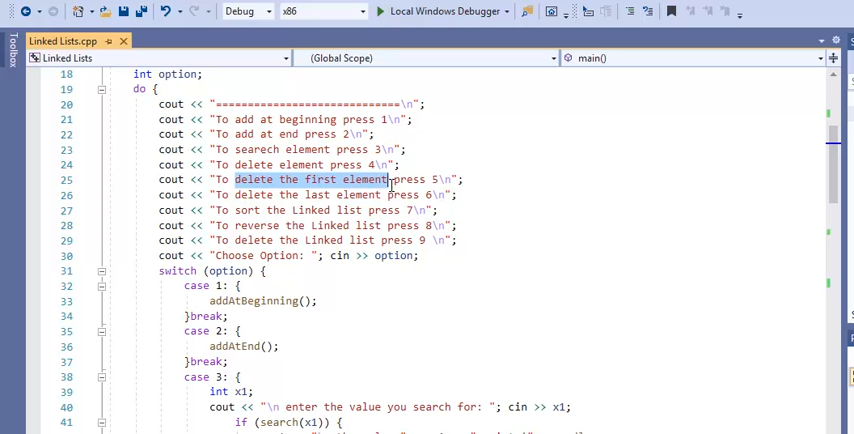 Debug x86 Local Windows Debugger
Toolbox
Linked Lists.cpp
Linked Lists (Global Scope) main()
18 int option;
19 do {
20 cout << "=============================\n";
21 cout << "To add at beginning press 1\n";
22 cout << "To add at end press 2\n";
23 cout << "To searech element press 3\n";
24 cout << "To delete element press 4\n";
25 cout << "To delete the first element press 5\n";
26 cout << "To delete the last element press 6\n";
27 cout << "To sort the Linked list press 7\n";
28 cout << "To reverse the Linked list press 8\n";
29 cout << "To delete the Linked list press 9 \n";
30 cout << "Choose Option: "; cin >> option;
31 switch (option) {
32 case 1: {
33 addAtBeginning();
34 }break;
35 case 2: {
36 addAtEnd();
37 }break;
38 case 3: {
39 int x1;
40 cout << "\n enter the value you search for: "; cin >> x1;
41 if (search(x1)) {